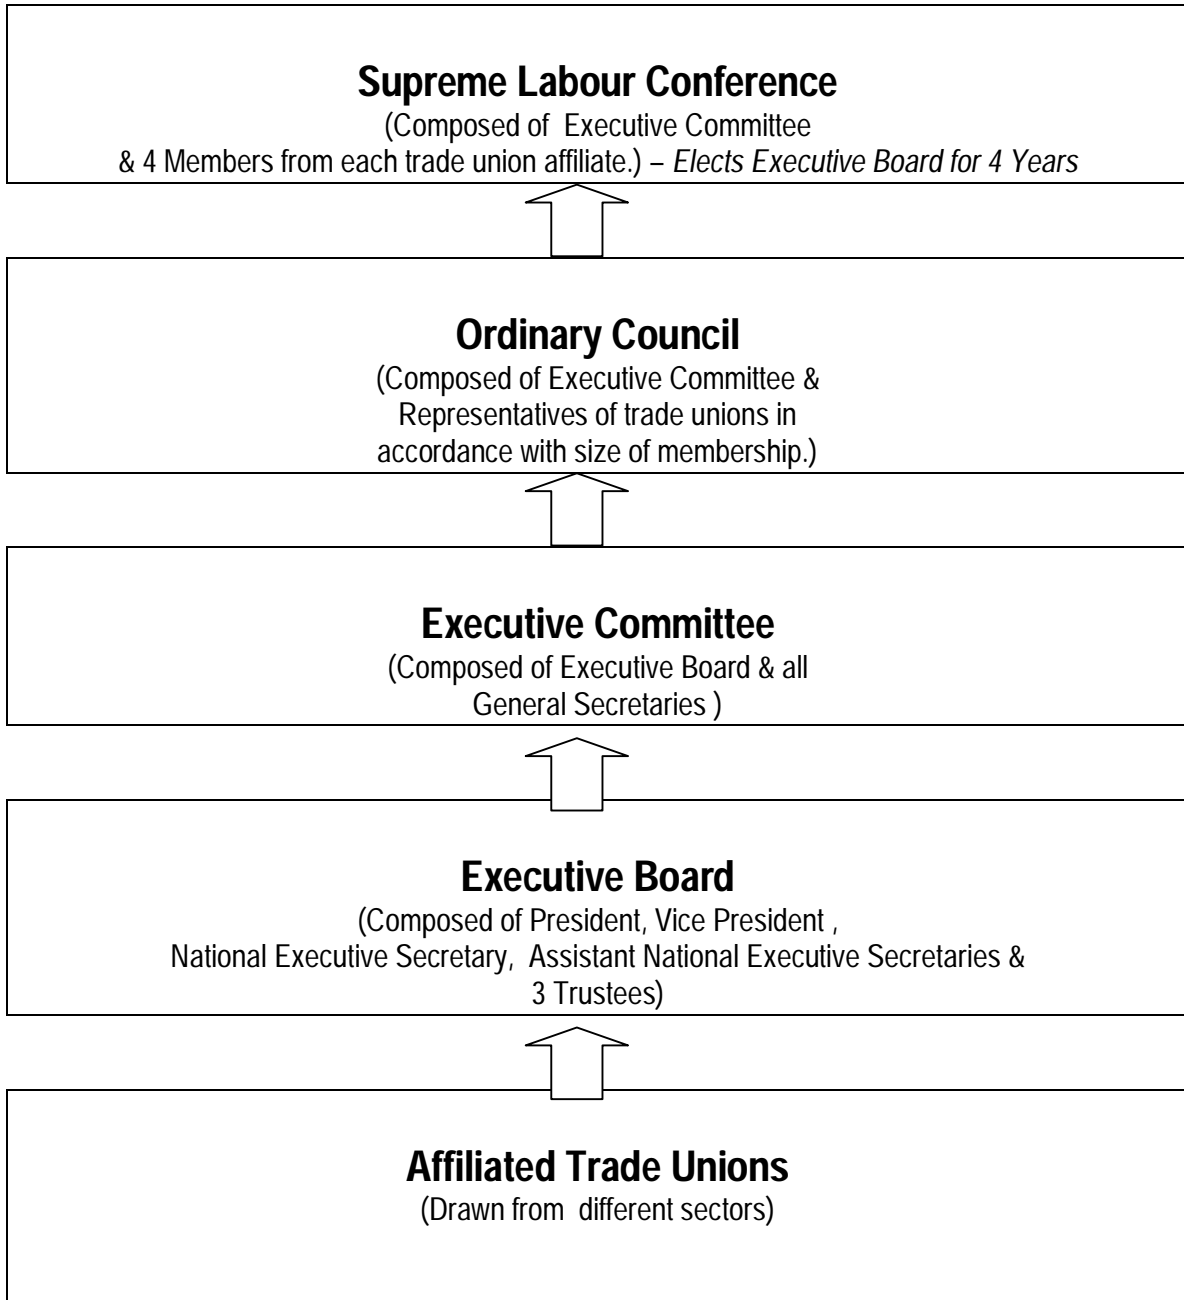 Supreme Labour Conference
(Composed of Executive Committee
& 4 Members from each trade union affiliate.) – Elects Executive Board for 4 Years
Ordinary Council
(Composed of Executive Committee &
Representatives of trade unions in
accordance with size of membership.)
Executive Committee
(Composed of Executive Board & all
General Secretaries )
Executive Board
(Composed of President, Vice President ,
National Executive Secretary, Assistant National Executive Secretaries &
3 Trustees)
Affiliated Trade Unions
(Drawn from different sectors)